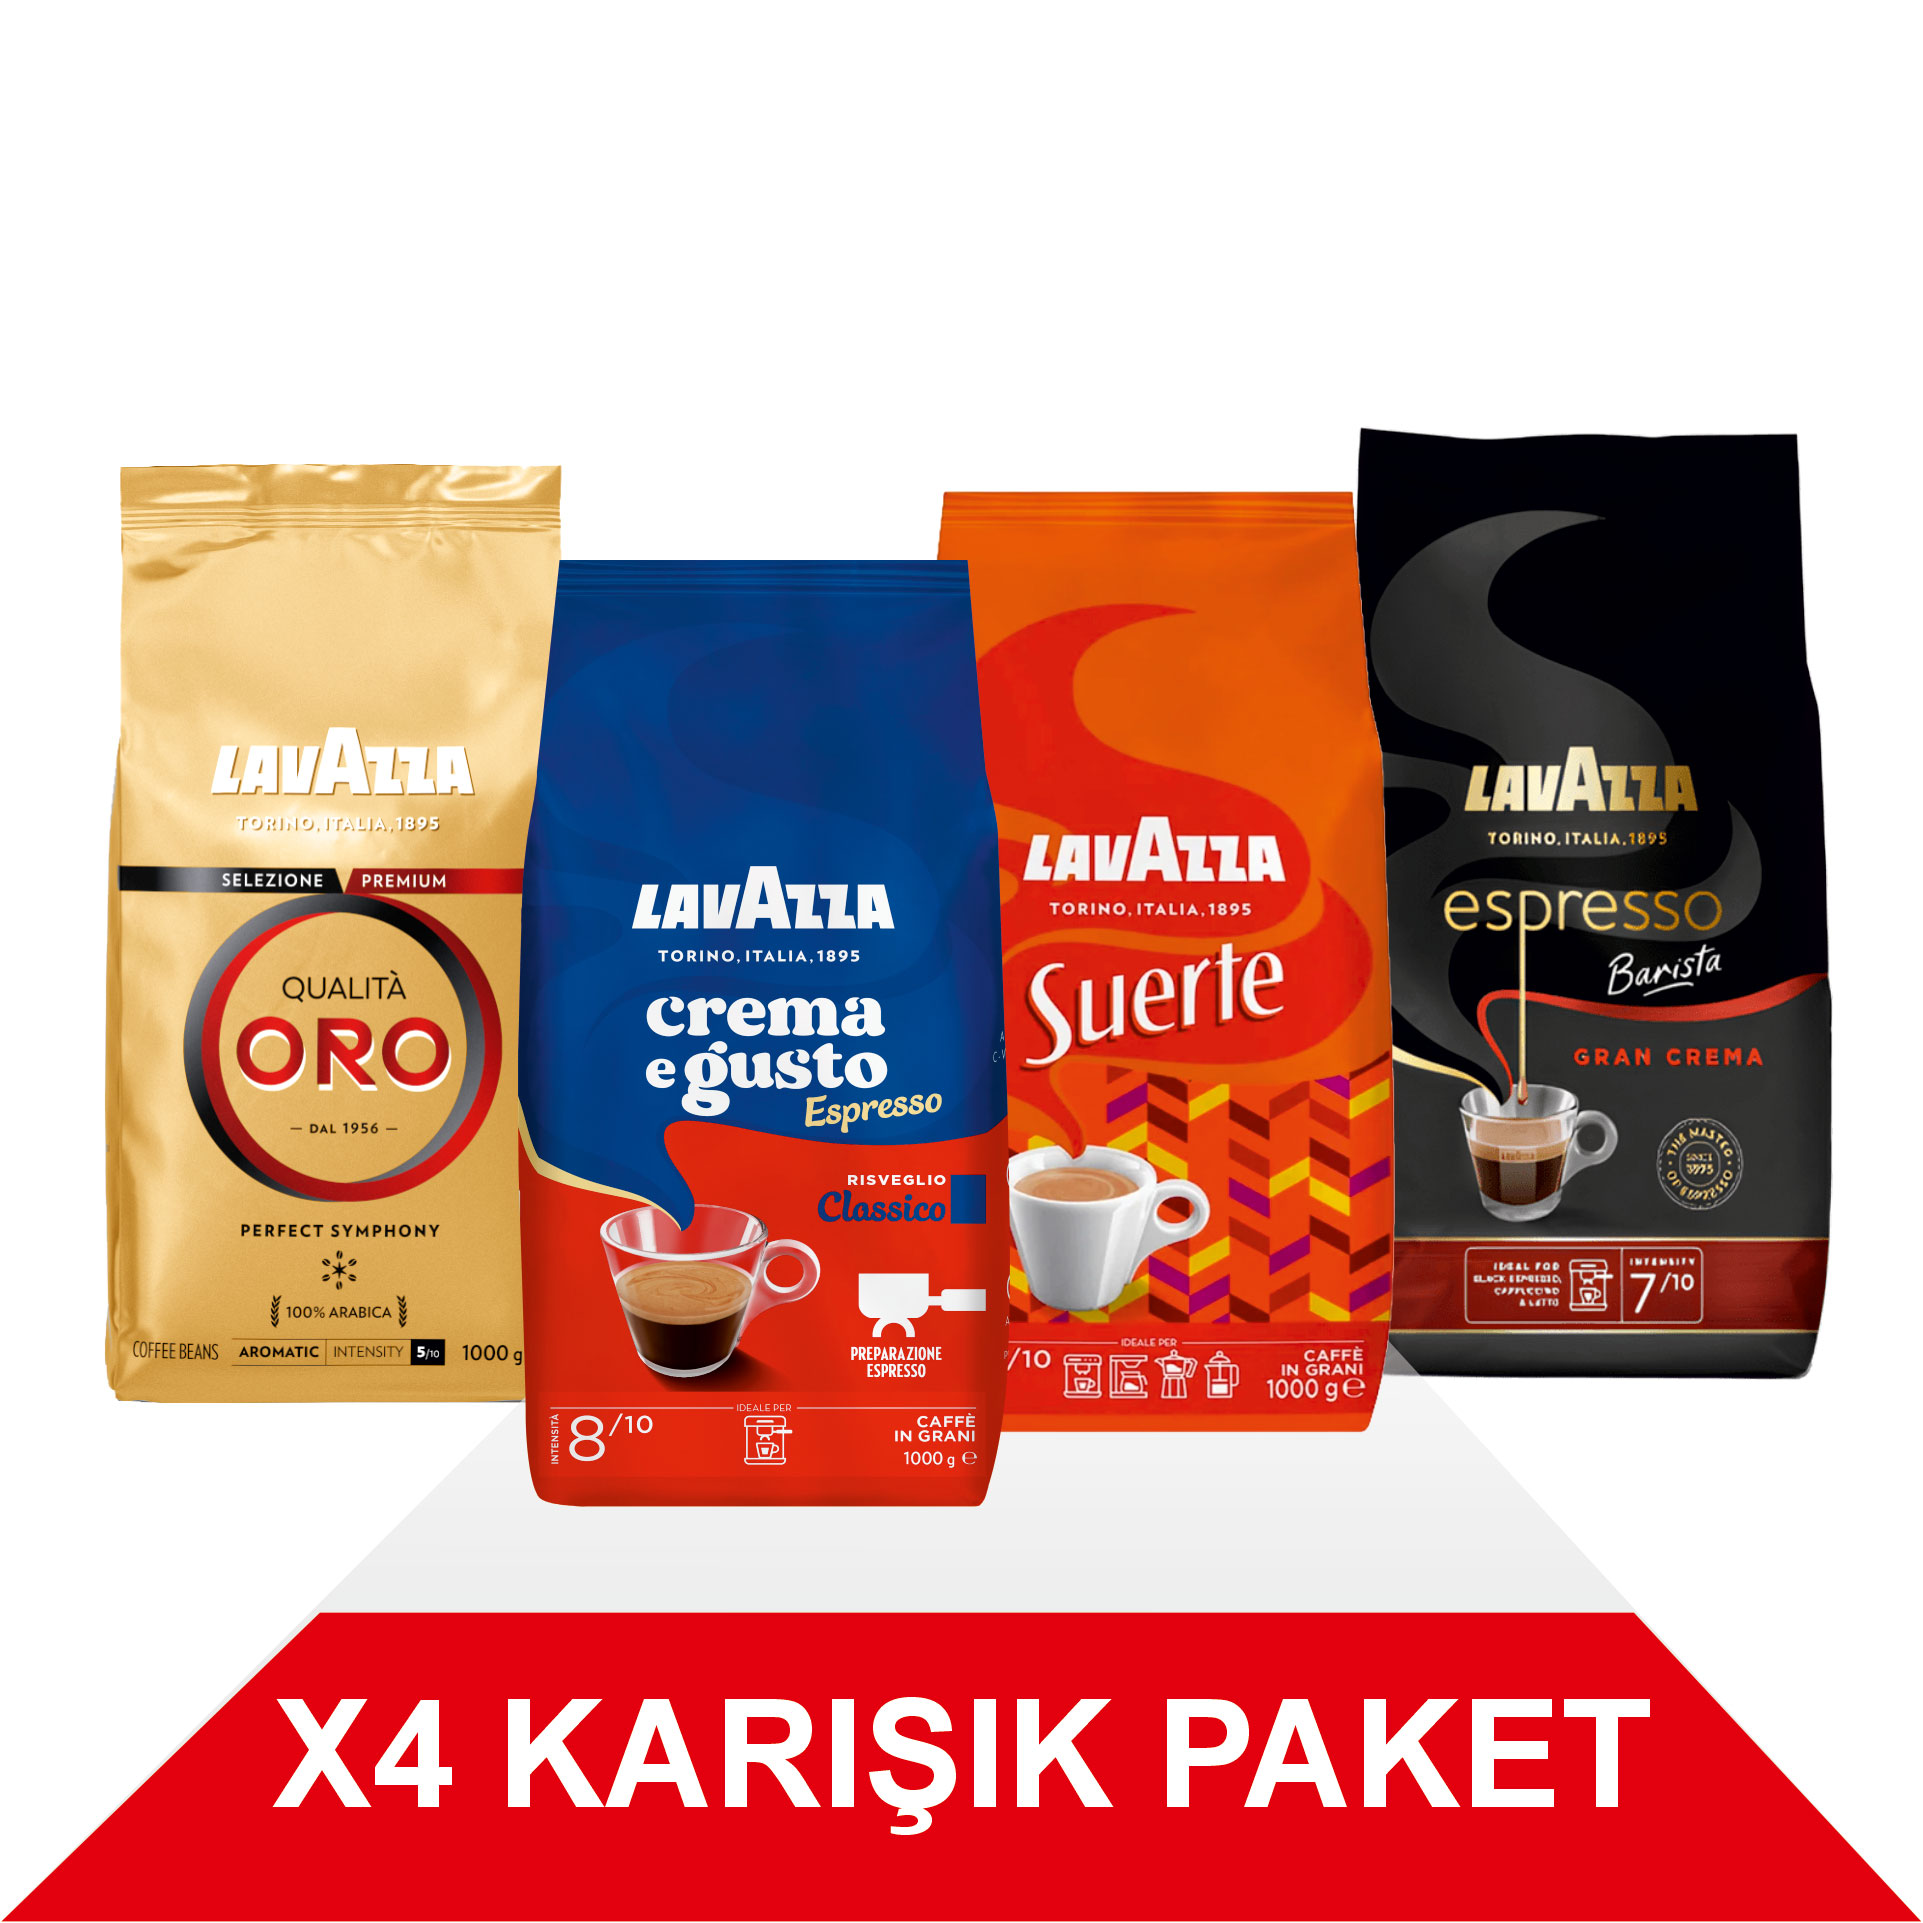 LAVAZZA
TORINO, ITALIA, 1895
SELEZIONE PREMIUM
QUALITÀ
ORO
— DAL 1956 —
PERFECT SYMPHONY
100% ARABICA
COFFEE BEANS AROMATIC INTENSITY 5/10 1000 g
LAVAZZA
TORINO, ITALIA, 1895
crema
e gusto
Espresso
RISVEGLIO
Classico
PREPARAZIONE
ESPRESSO
IDEALE PER
INTENSITÀ
8/10
CAFFÈ
IN GRANI
1000 g ℮
LAVAZZA
TORINO, ITALIA, 1895
Suerte
IDEALE PER
/10
CAFFÈ
IN GRANI
1000 g ℮
LAVAZZA
TORINO, ITALIA, 1895
espresso
Barista
GRAN CREMA
INTENSITY
7/10
X4 KARIŞIK PAKET